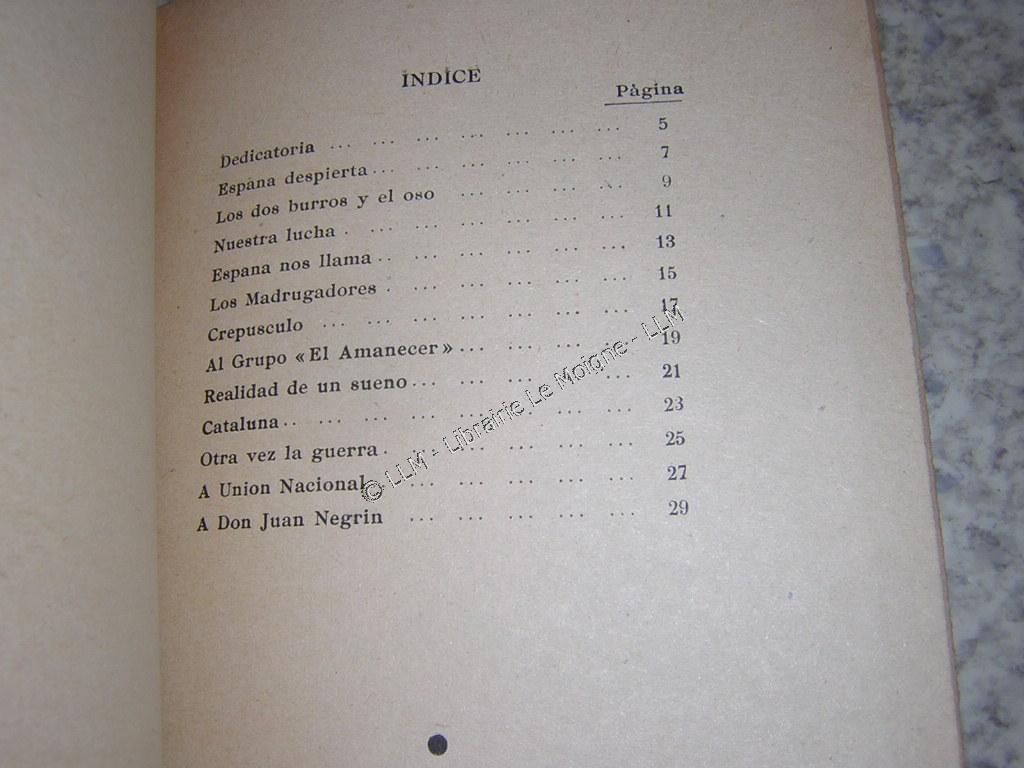 INDICE
Pàgina
Dedicatoria ... ... ... ... ... ... ... 5
Espana despierta ... ... ... ... ... ... 7
Los dos burros y el oso ... ... ... ... 9
Nuestra lucha . ... ... ... ... ... ... 11
Espana nos llama .. ... ... ... ... ... 13
Los Madrugadores . ... ... ... ... ... 15
Crepusculo ... ... ... ... ... ... ... 17
Al Grupo « El Amanecer » ... ... ... ... 19
Realidad de un sueno ... ... ... ... ... 21
Cataluna .. ... ... ... ... ... ... ... 23
Otra vez la guerra . ... ... ... ... ... 25
A Union Nacional ... ... ... ... ... 27
A Don Juan Negrin ... ... ... ... ... 29
© LLM - Librairie Le Moigne - LLM